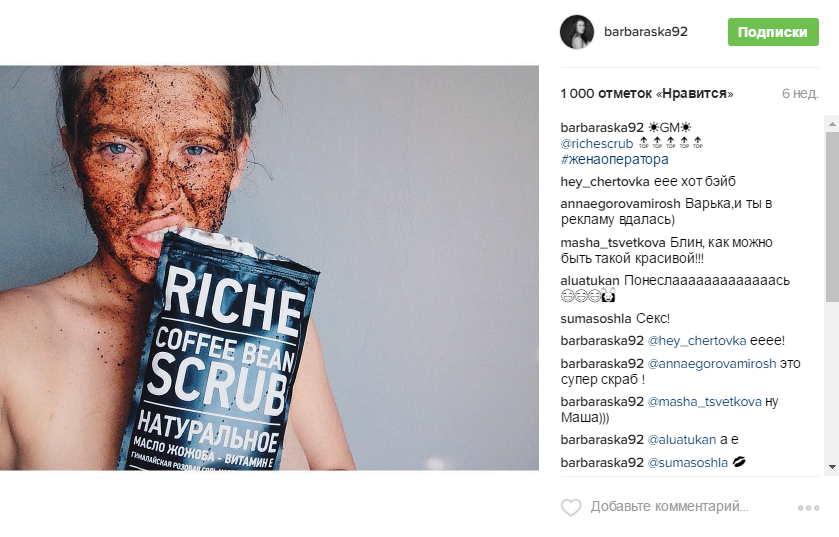 barbaraska92
Подписки
1 000 отметок «Нравится»
6 нед.
barbaraska92 ☀GM☀
@richescrub 🔝🔝🔝🔝🔝
#женаоператора
hey_chertovka еее хот бэйб
annaegorovamirosh Варька,и ты в
рекламу вдалась)
masha_tsvetkova Блин, как можно
быть такой красивой!!!
aluatukan Понеслааааааааааааась
sumasoshla Секс!
barbaraska92 @hey_chertovka ееее!
barbaraska92 @annaegorovamirosh это
супер скраб !
barbaraska92 @masha_tsvetkova ну
Маша)))
barbaraska92 @aluatukan а е
barbaraska92 @sumasoshla 💋
Добавьте комментарий...
RICHE
COFFEE BEAN
SCRUB
НАТУРАЛЬНОЕ
МАСЛО ЖОЖОБА - ВИТАМИН Е
ГИМАЛАЙСКАЯ РОЗОВАЯ СОЛЬ